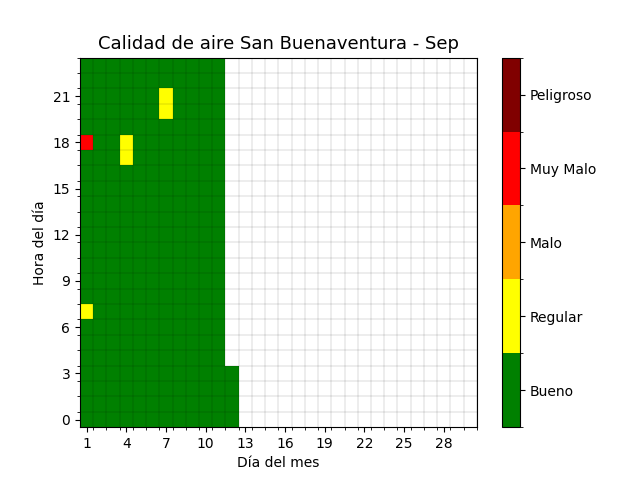 Calidad de aire San Buenaventura - Sep
Hora del día
21
18
15
12
9
6
3
0
1 4 7 10 13 16 19 22 25 28
Día del mes
Peligroso
Muy Malo
Malo
Regular
Bueno